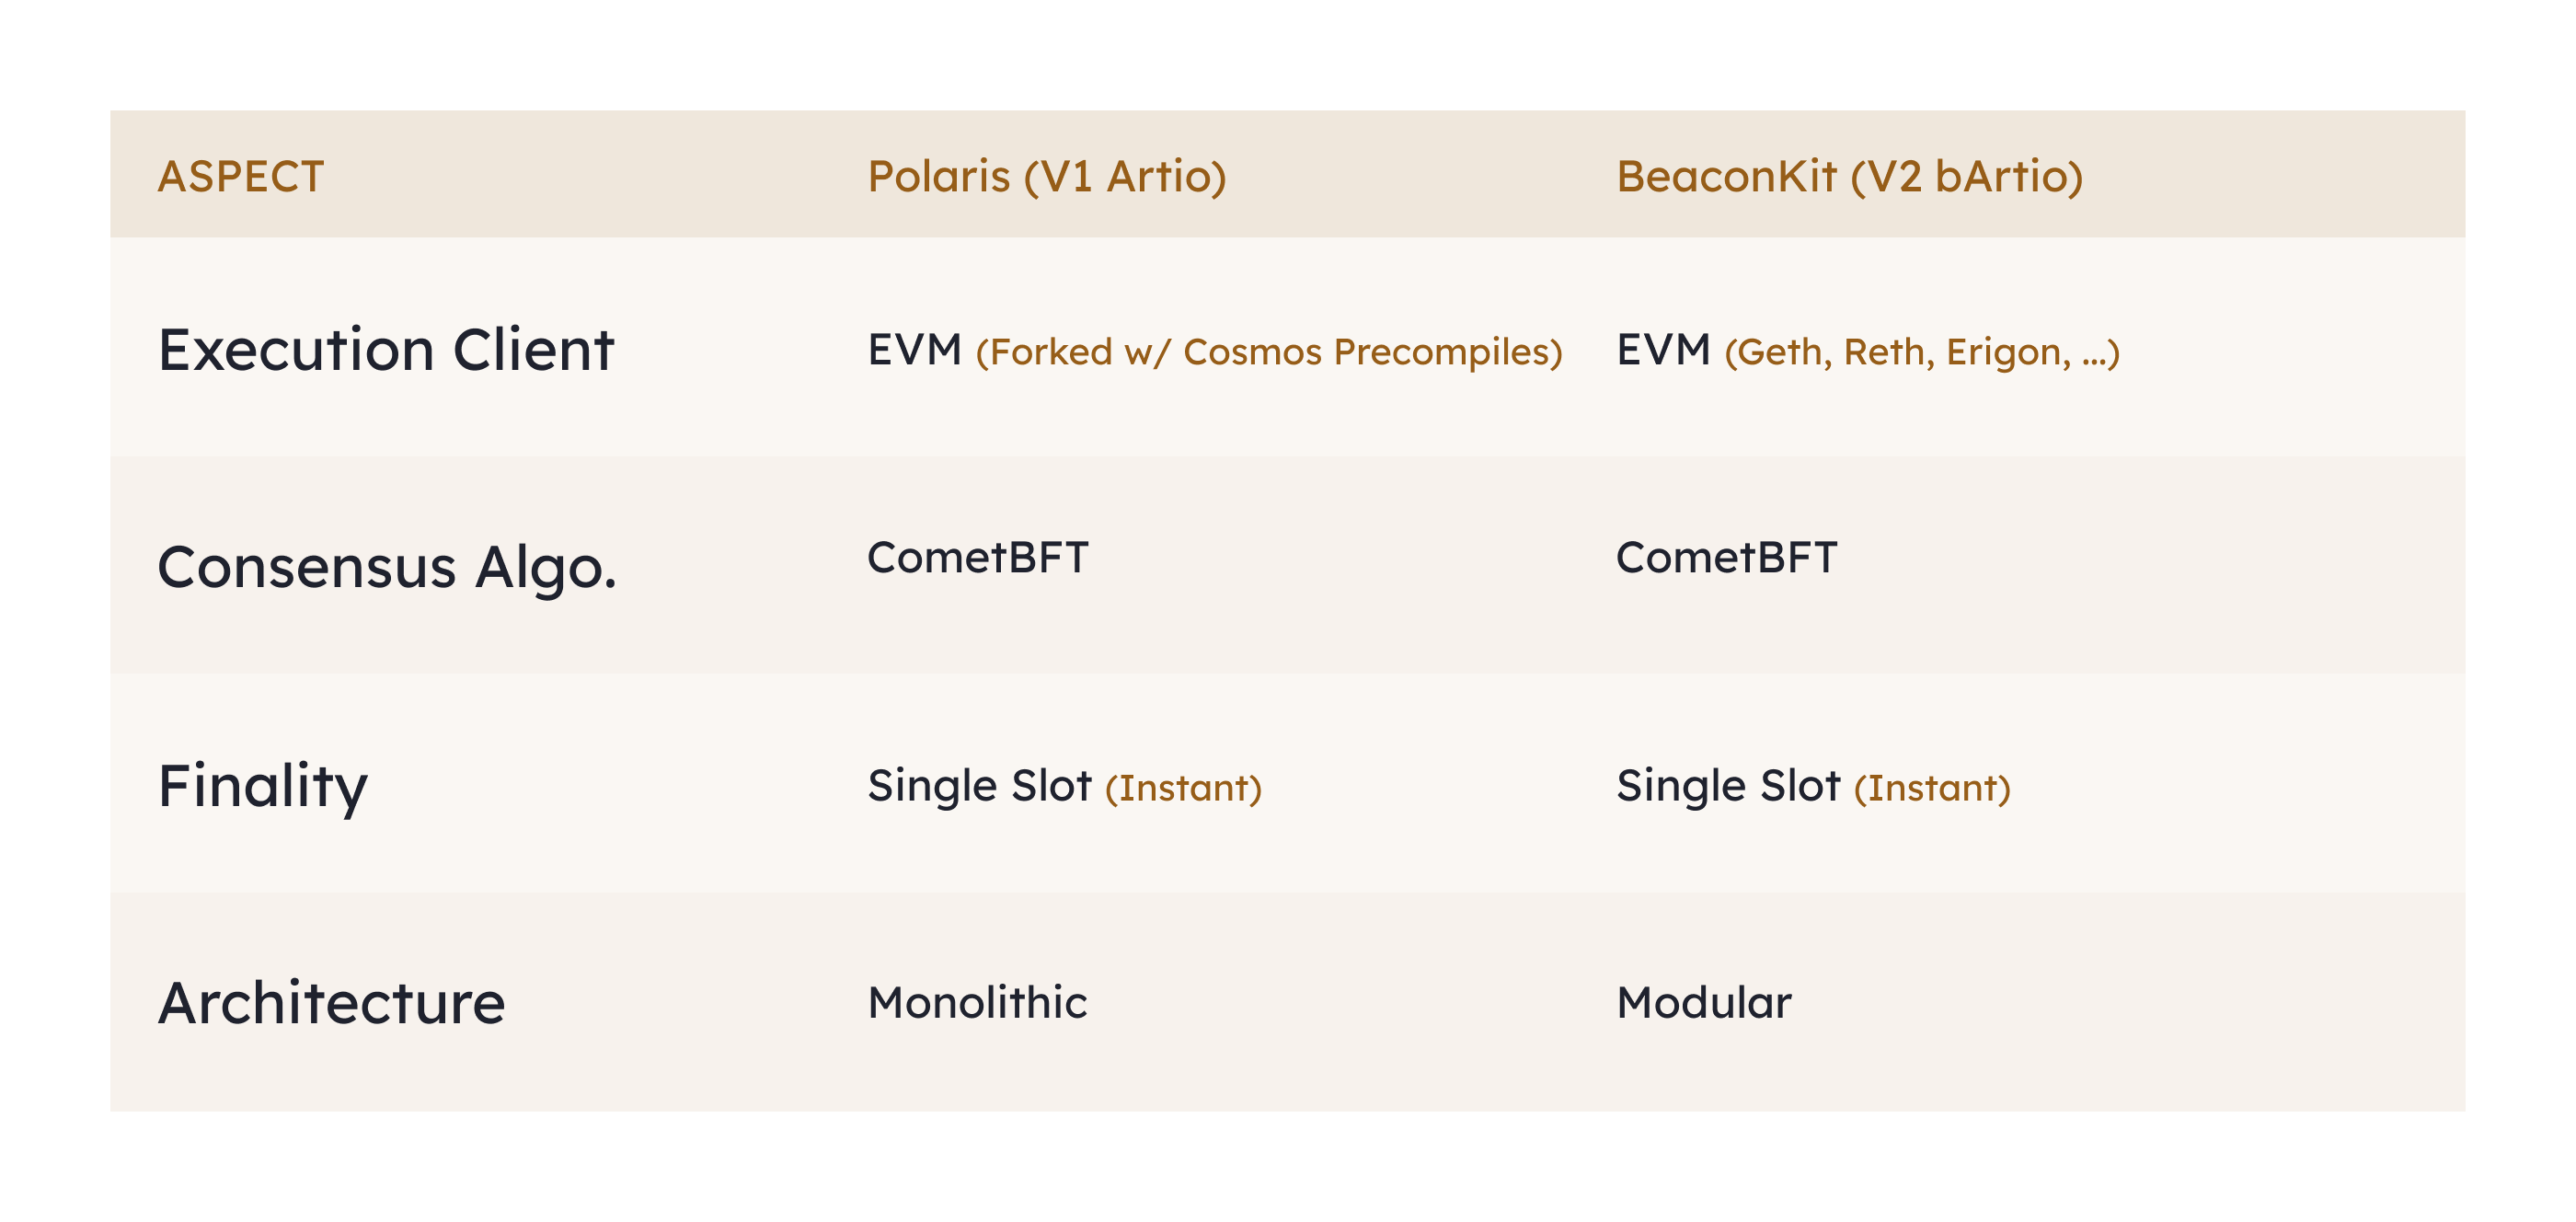 ASPECT Polaris (V1 Artio) BeaconKit (V2 bArtio)
Execution Client EVM (Forked w/ Cosmos Precompiles) EVM (Geth, Reth, Erigon, ...)
Consensus Algo. CometBFT CometBFT
Finality Single Slot (Instant) Single Slot (Instant)
Architecture Monolithic Modular